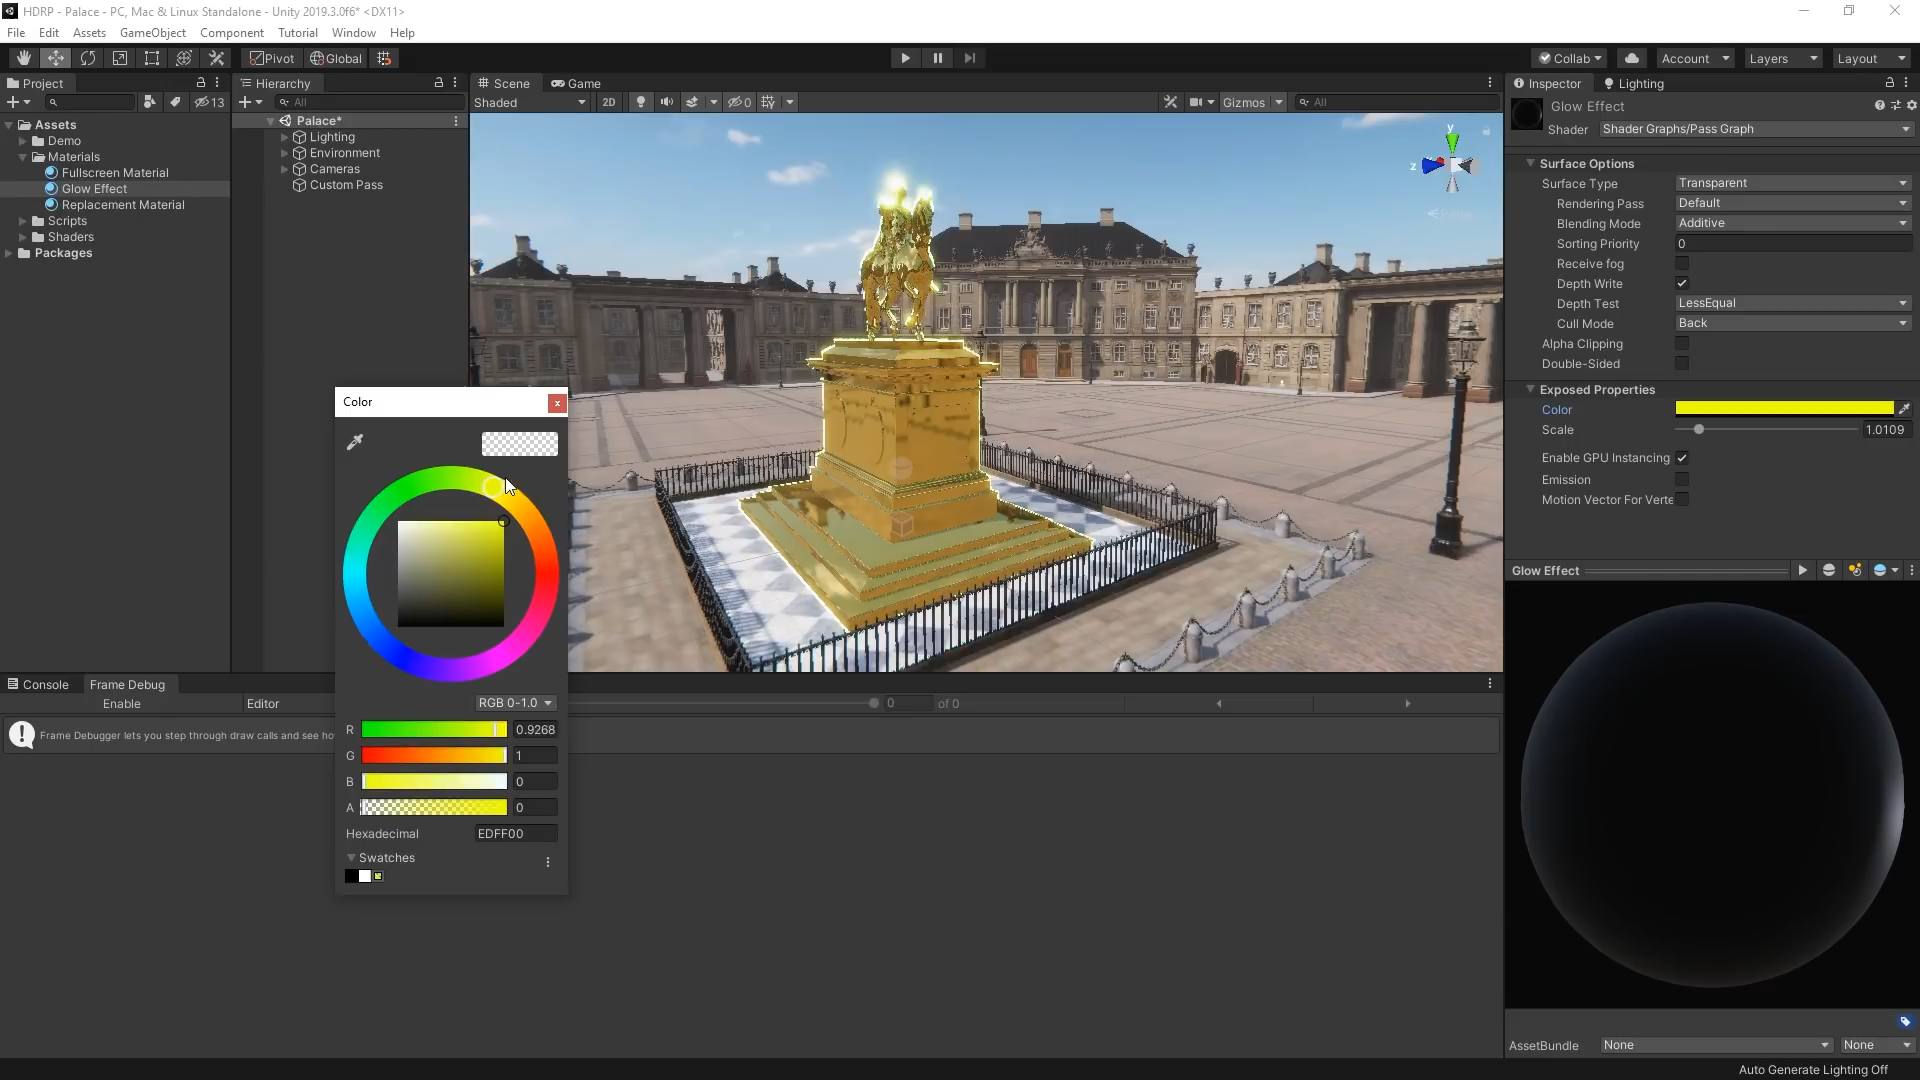 HDRP - Palace - PC, Mac & Linux Standalone - Unity 2019.3.0f6* <DX11>
File Edit Assets GameObject Component Tutorial Window Help
Pivot Global
Collab Account Layers Layout
Project
13
Assets
Demo
Materials
Fullscreen Material
Glow Effect
Replacement Material
Scripts
Shaders
Packages
Hierarchy
All
Palace*
Lighting
Environment
Cameras
Custom Pass
Scene Game
Shaded 2D 0 Gizmos All
y
z
Inspector Lighting
Glow Effect
Shader Shader Graphs/Pass Graph
Surface Options
Surface Type Transparent
Rendering Pass Default
Blending Mode Additive
Sorting Priority 0
Receive fog
Depth Write
Depth Test LessEqual
Cull Mode Back
Alpha Clipping
Double-Sided
Exposed Properties
Color
Scale 1.0109
Enable GPU Instancing
Emission
Motion Vector For Verte
Glow Effect
AssetBundle None None
Color
RGB 0-1.0
R 0.9268
G 1
B 0
A 0
Hexadecimal EDFF00
Swatches
Console Frame Debug
Enable Editor 0 of 0
Frame Debugger lets you step through draw calls and see ho
Auto Generate Lighting Off